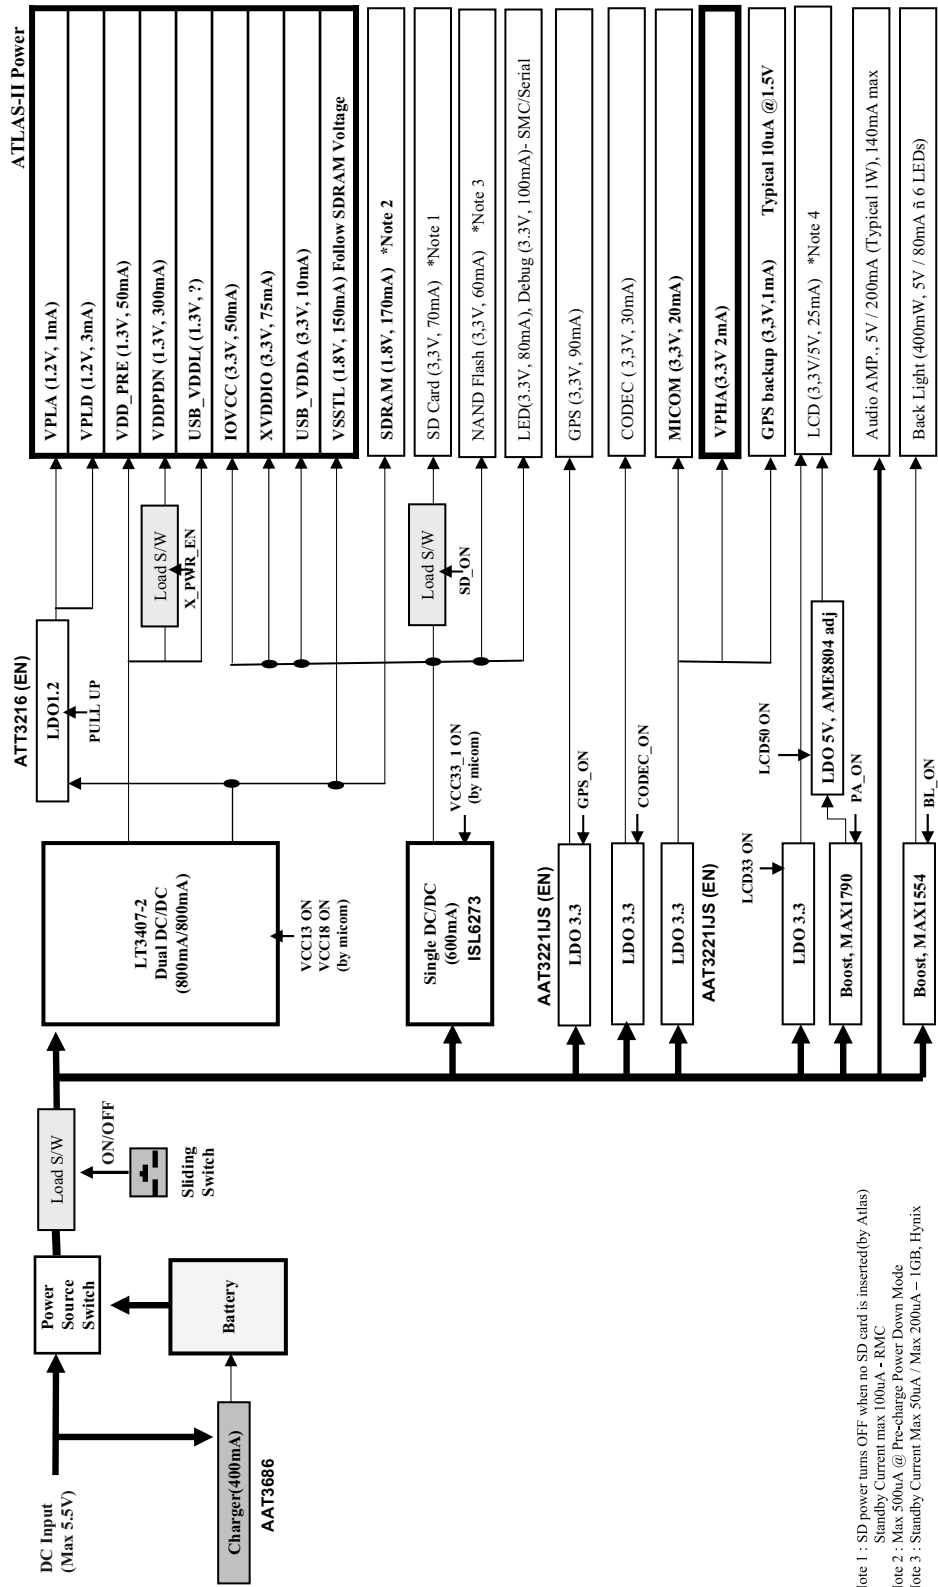 ATLAS-II Power
VPLA (1.2V, 1mA)
VPLD (1.2V, 3mA)
VDD_PRE (1.3V, 50mA)
VDDPDN (1.3V, 300mA)
USB_VDDL( (1.3V, ?)
IOVCC (3.3V, 50mA)
XVDDIO (3.3V, 75mA)
USB_VDDA (3.3V, 10mA)
VSSTL (1.8V, 150mA) Follow SDRAM Voltage
SDRAM (1.8V, 170mA) *Note 2
SD Card (3,3V, 70mA) *Note 1
NAND Flash (3,3V, 60mA) *Note 3
LED(3.3V, 80mA), Debug (3.3V, 100mA)- SMC/Serial
GPS (3,3V, 90mA)
CODEC ( 3,3V, 30mA)
MICOM (3,3V, 20mA)
VPHA(3.3V 2mA)
GPS backup (3,3V,1mA) Typical 10uA @1.5V
LCD (3,3V/5V, 25mA) *Note 4
Audio AMP., 5V / 200mA (Typical 1W), 140mA max
Back Light (400mW, 5V / 80mA ñ 6 LEDs)
Load S/W
X_PWR_EN
Load S/W
SD_ON
ATT3216 (EN)
LDO1.2
PULL UP
LT3407-2
Dual DC/DC
(800mA/800mA)
VCC13 ON
VCC18 ON
(by micom)
Single DC/DC
(600mA)
ISL6273
VCC33_1 ON
(by micom)
AAT3221IJS (EN)
LDO 3.3
GPS_ON
LDO 3.3
CODEC_ON
LDO 3.3
AAT3221IJS (EN)
LCD33 ON
LDO 3.3
LCD50 ON
LDO 5V, AME8804 adj
Boost, MAX1790
PA_ON
Boost, MAX1554
BL_ON
Load S/W
ON/OFF
Sliding
Switch
Power
Source
Switch
Battery
DC Input
(Max 5.5V)
Charger(400mA)
AAT3686
ote 1 : SD power turns OFF when no SD card is inserted(by Atlas)
Standby Current max 100uA - RMC
ote 2 : Max 500uA @ Pre-charge Power Down Mode
ote 3 : Standby Current Max 50uA / Max 200uA – 1GB, Hynix